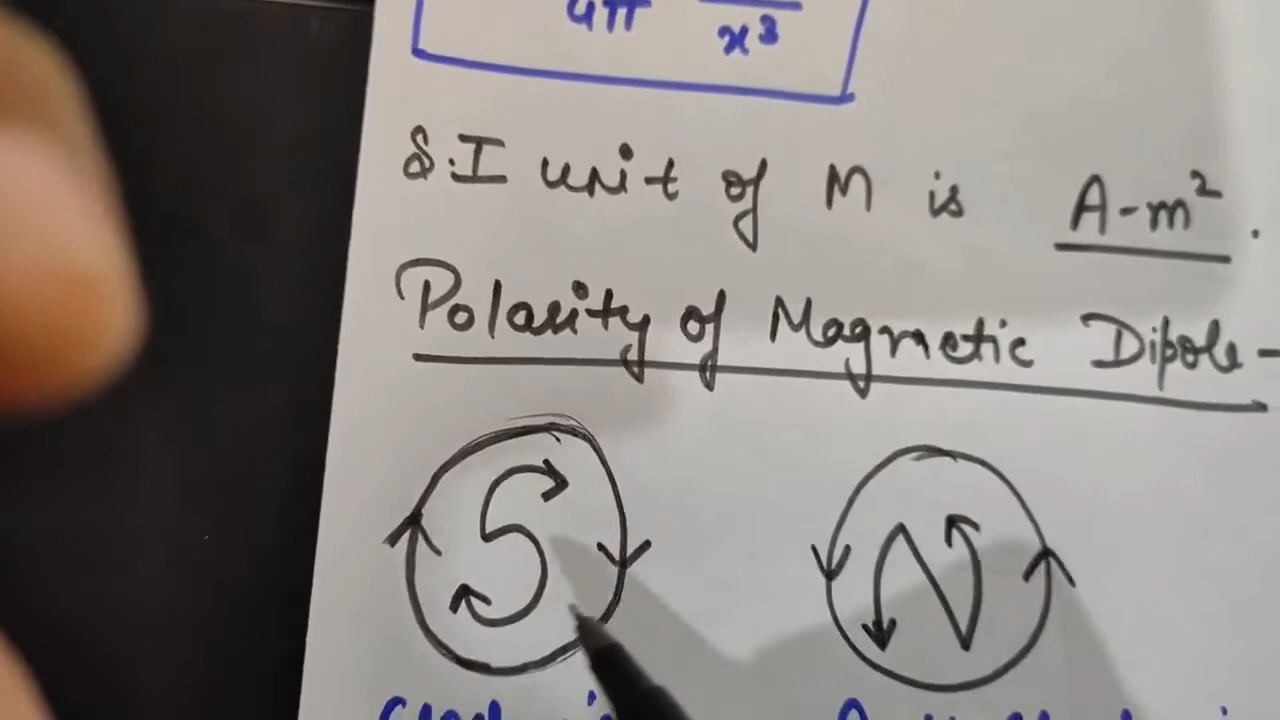 4π x³
S.I unit of M is A-m².
Polarity of Magnetic Dipole-
S N